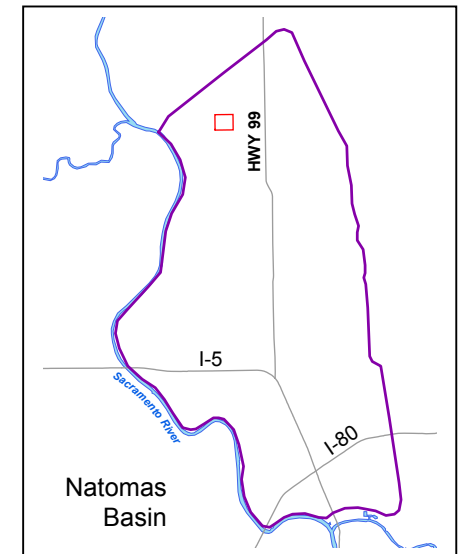 HWY 99
I-5
Sacramento River
I-80
Natomas
Basin